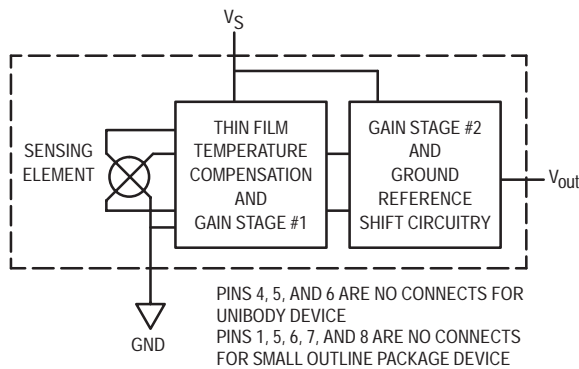 VS
SENSING
ELEMENT
THIN FILM
TEMPERATURE
COMPENSATION
AND
GAIN STAGE #1
GAIN STAGE #2
AND
GROUND
REFERENCE
SHIFT CIRCUITRY
Vout
GND
PINS 4, 5, AND 6 ARE NO CONNECTS FOR
UNIBODY DEVICE
PINS 1, 5, 6, 7, AND 8 ARE NO CONNECTS
FOR SMALL OUTLINE PACKAGE DEVICE